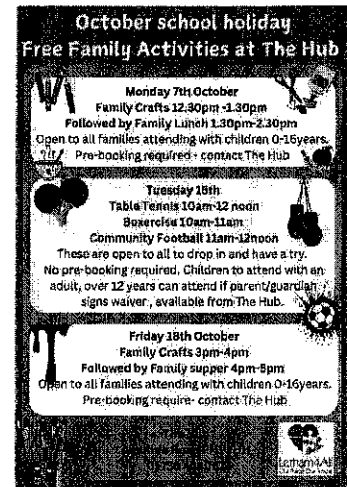 October school holiday
Free Family Activities at The Hub
Monday 7th October
Family Crafts 12.30pm -1.30pm
Followed by Family Lunch 1.30pm-2.30pm
Open to all families attending with children 0-16years.
Pre-booking required - contact The Hub
Tuesday 15th
Table Tennis 10am-12 noon
Boxercise 10am-11am
Community Football 11am-12noon
These are open to all to drop in and have a try.
No pre-booking required. Children to attend with an
adult, over 12 years can attend if parent/guardian
signs waiver, available from The Hub.
Friday 18th October
Family Crafts 3pm-4pm
Followed by Family supper 4pm-5pm
Open to all families attending with children 0-16years.
Pre-booking require- contact The Hub
Letham4All